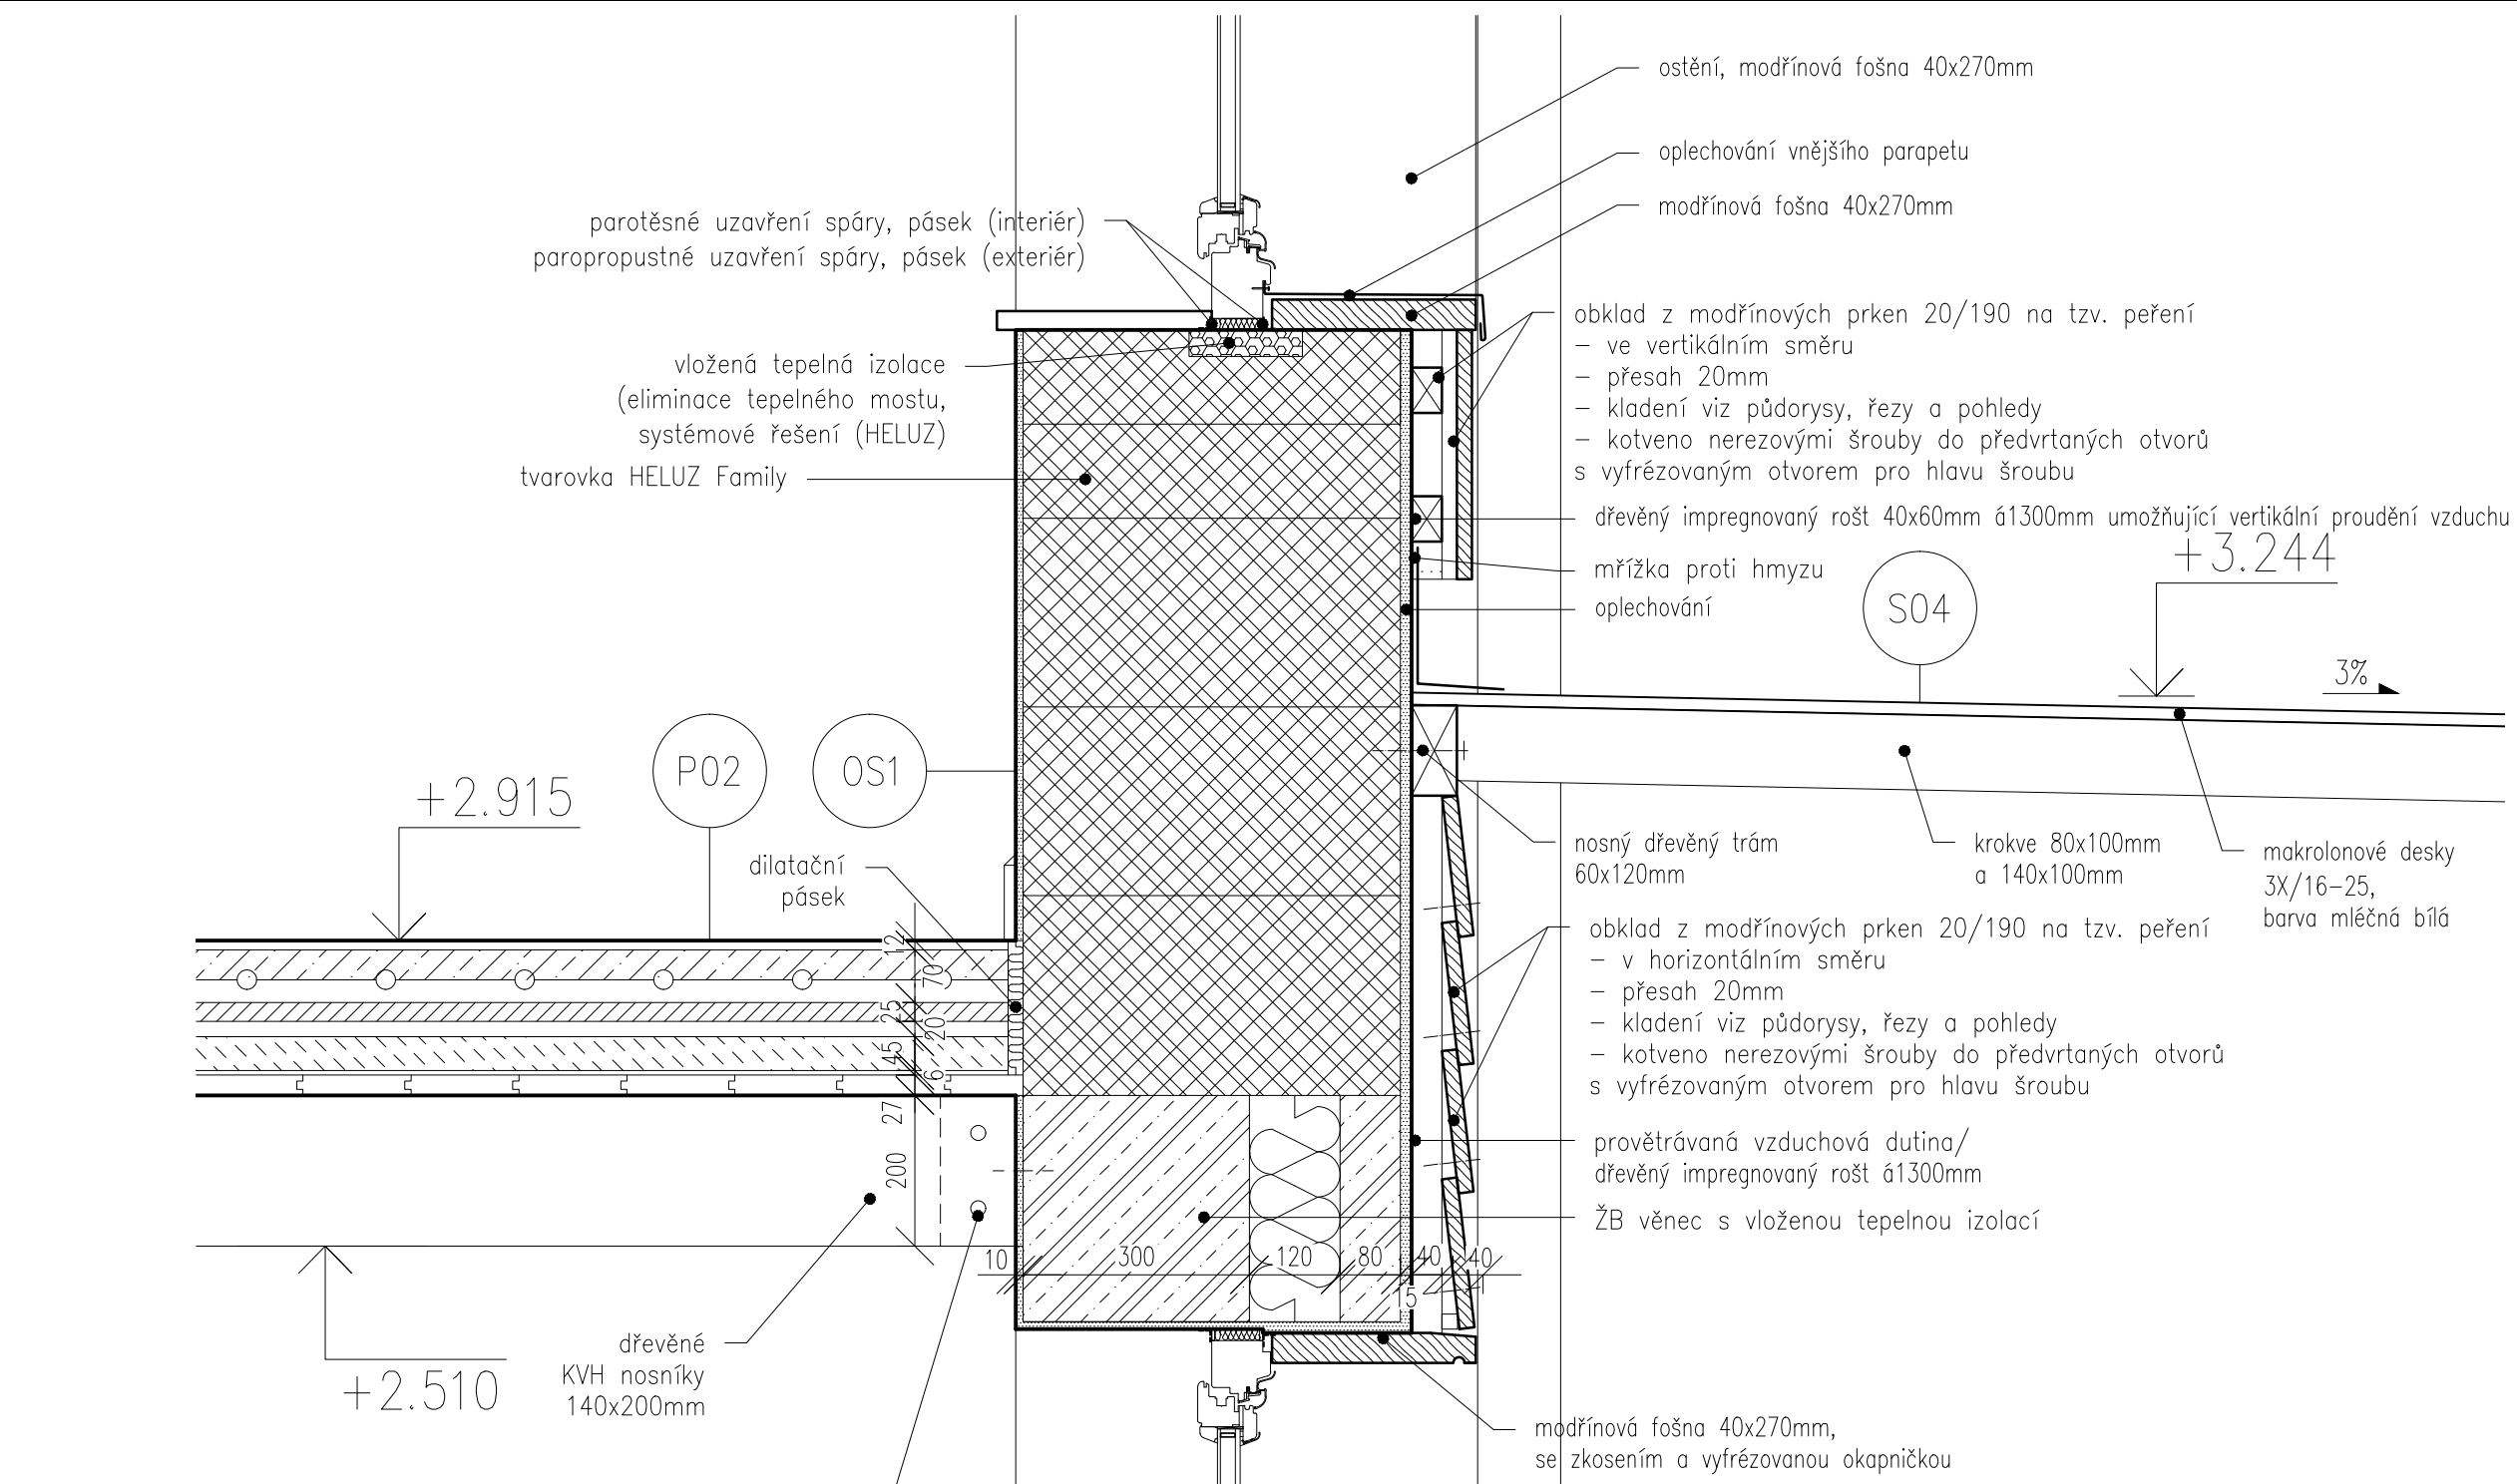 ostění, modřínová fošna 40x270mm
oplechování vnějšího parapetu
modřínová fošna 40x270mm
parotěsné uzavření spáry, pásek (interiér)
paropropustné uzavření spáry, pásek (exteriér)
obklad z modřínových prken 20/190 na tzv. peření
- ve vertikálním směru
- přesah 20mm
- kladení viz půdorysy, řezy a pohledy
- kotveno nerezovými šrouby do předvrtaných otvorů
s vyfrézovaným otvorem pro hlavu šroubu
vložená tepelná izolace
(eliminace tepelného mostu,
systémové řešení (HELUZ)
tvarovka HELUZ Family
dřevěný impregnovaný rošt 40x60mm á1300mm umožňující vertikální proudění vzduchu
mřížka proti hmyzu
oplechování
S04
+3.244
3%
P02
OS1
+2.915
dilatační
pásek
nosný dřevěný trám
60x120mm
krokve 80x100mm
a 140x100mm
makrolonové desky
3X/16-25,
barva mléčná bílá
obklad z modřínových prken 20/190 na tzv. peření
- v horizontálním směru
- přesah 20mm
- kladení viz půdorysy, řezy a pohledy
- kotveno nerezovými šrouby do předvrtaných otvorů
s vyfrézovaným otvorem pro hlavu šroubu
12
70
25
20
45
6
27
200
provětrávaná vzduchová dutina/
dřevěný impregnovaný rošt á1300mm
ŽB věnec s vloženou tepelnou izolací
10
300
120
80
40
40
5
dřevěné
KVH nosníky
140x200mm
+2.510
modřínová fošna 40x270mm,
se zkosením a vyfrézovanou okapničkou